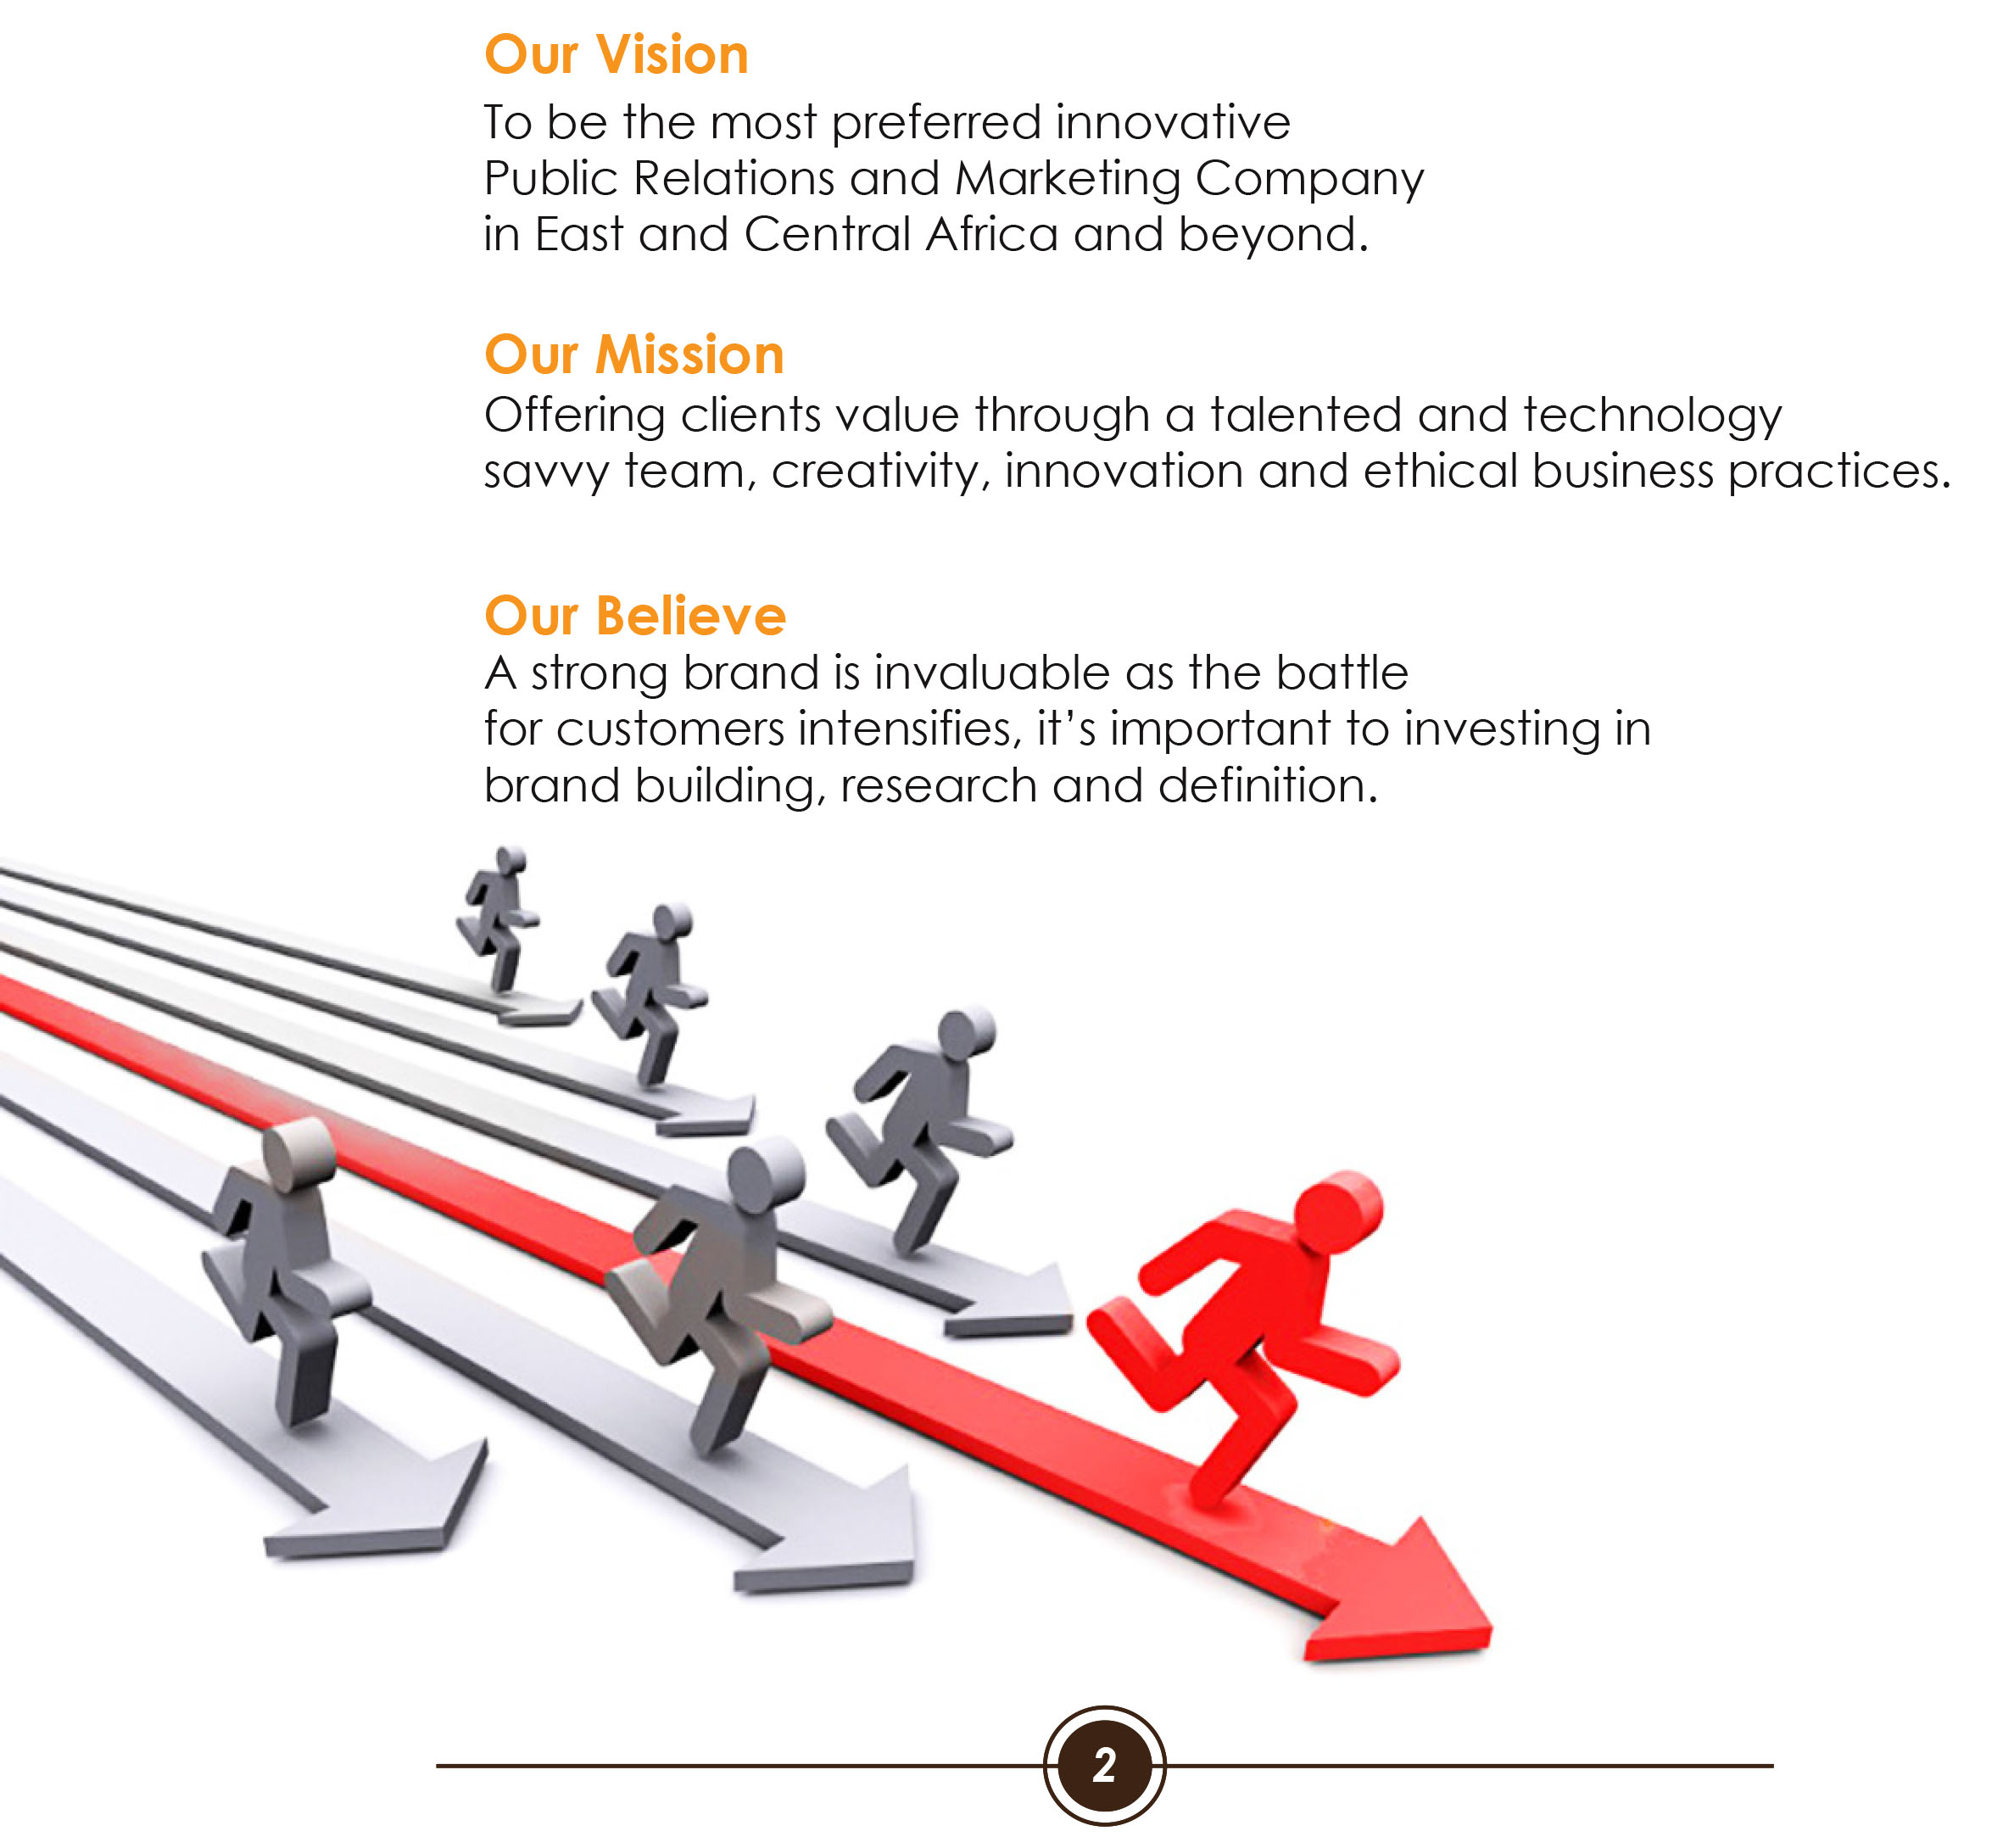 Our Vision
To be the most preferred innovative
Public Relations and Marketing Company
in East and Central Africa and beyond.
Our Mission
Offering clients value through a talented and technology
savvy team, creativity, innovation and ethical business practices.
Our Believe
A strong brand is invaluable as the battle
for customers intensifies, it’s important to investing in
brand building, research and definition.
2